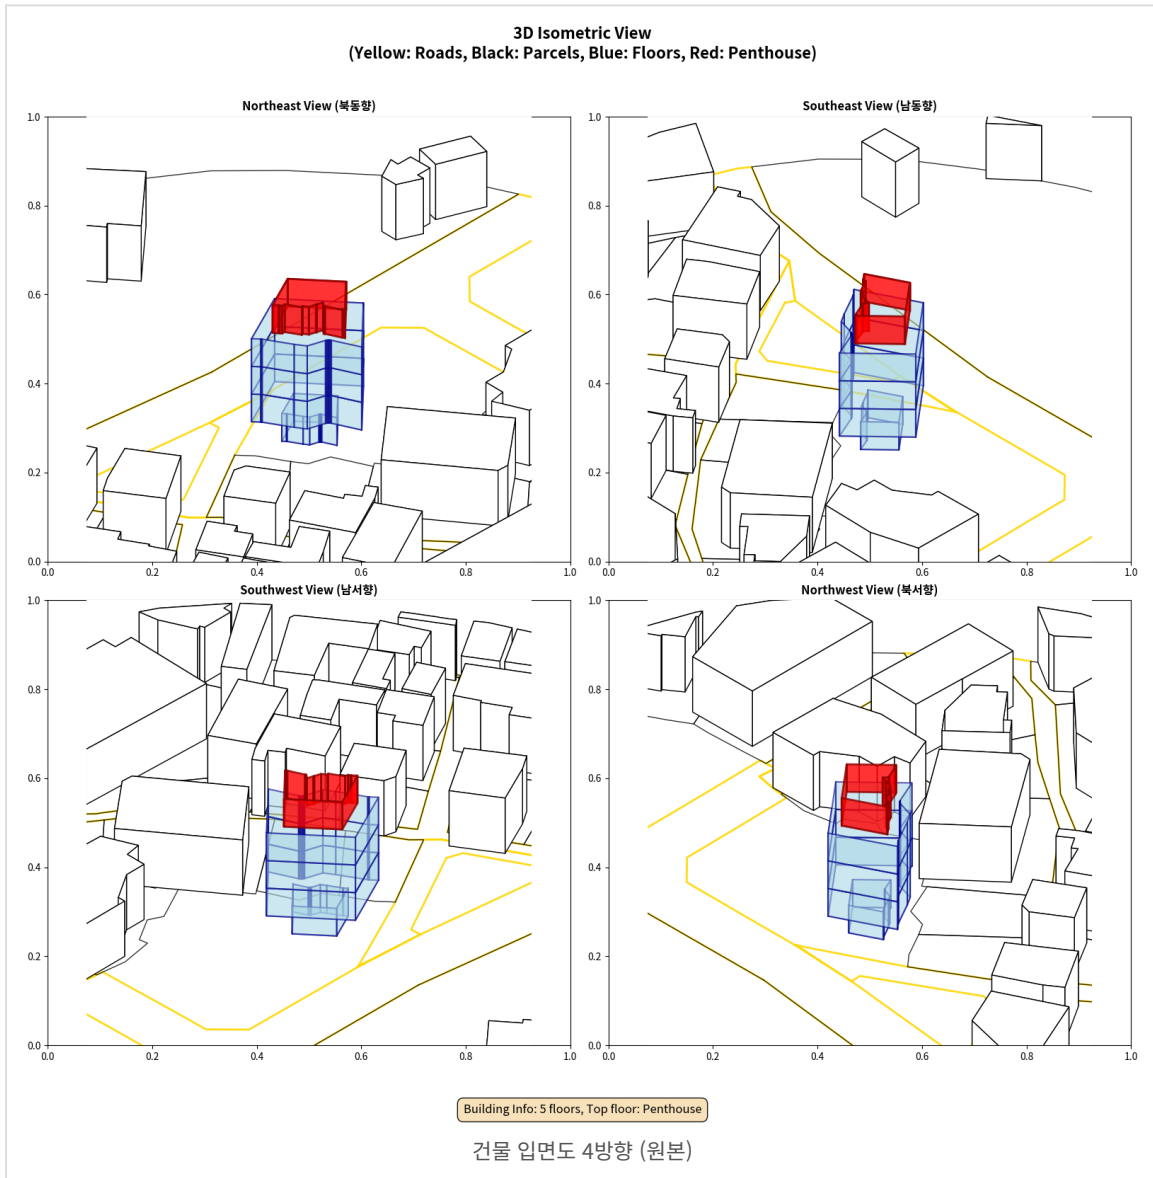 3D Isometric View
(Yellow: Roads, Black: Parcels, Blue: Floors, Red: Penthouse)
Northeast View (북동향)
1.0
0.8
0.6
0.4
0.2
0.0
0.0 0.2 0.4 0.6 0.8 1.0
Southeast View (남동향)
1.0
0.8
0.6
0.4
0.2
0.0
0.0 0.2 0.4 0.6 0.8 1.0
Southwest View (남서향)
1.0
0.8
0.6
0.4
0.2
0.0
0.0 0.2 0.4 0.6 0.8 1.0
Northwest View (북서향)
1.0
0.8
0.6
0.4
0.2
0.0
0.0 0.2 0.4 0.6 0.8 1.0
Building Info: 5 floors, Top floor: Penthouse
건물 입면도 4방향 (원본)